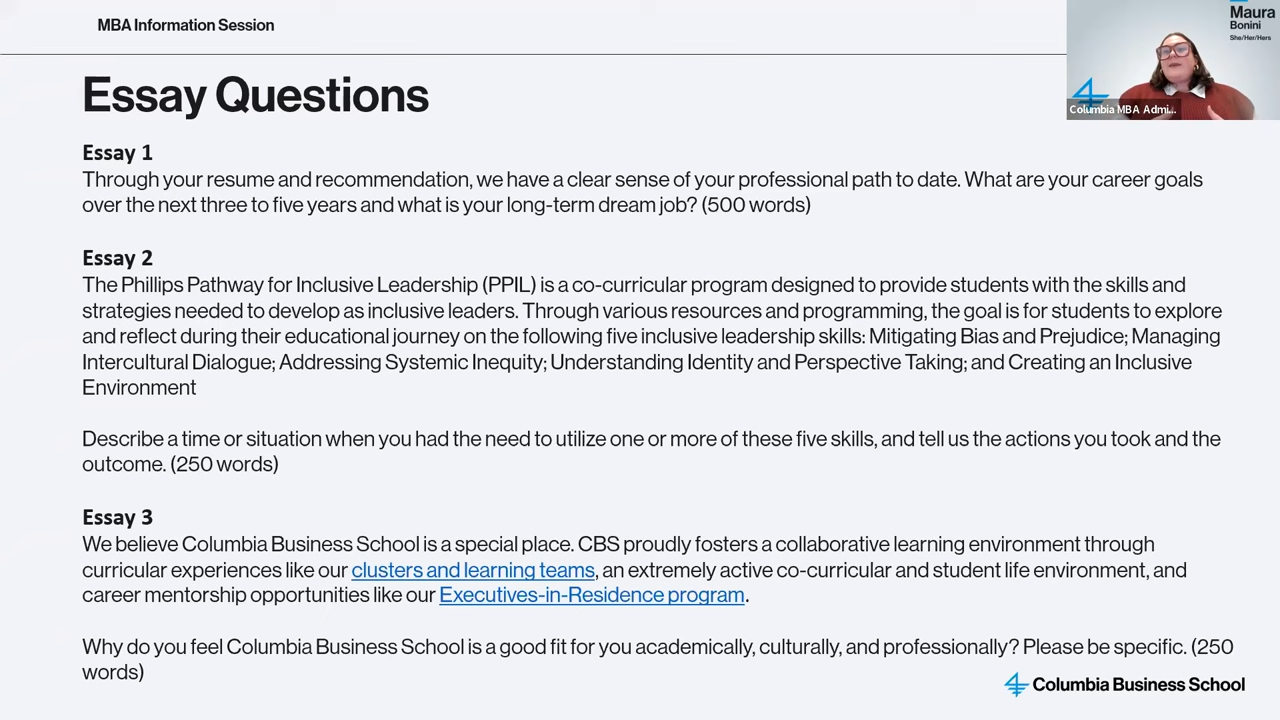 MBA Information Session
Maura
Bonini
She/Her/Hers
Columbia MBA Admi...
Essay Questions
Essay 1
Through your resume and recommendation, we have a clear sense of your professional path to date. What are your career goals
over the next three to five years and what is your long-term dream job? (500 words)
Essay 2
The Phillips Pathway for Inclusive Leadership (PPIL) is a co-curricular program designed to provide students with the skills and
strategies needed to develop as inclusive leaders. Through various resources and programming, the goal is for students to explore
and reflect during their educational journey on the following five inclusive leadership skills: Mitigating Bias and Prejudice; Managing
Intercultural Dialogue; Addressing Systemic Inequity; Understanding Identity and Perspective Taking; and Creating an Inclusive
Environment
Describe a time or situation when you had the need to utilize one or more of these five skills, and tell us the actions you took and the
outcome. (250 words)
Essay 3
We believe Columbia Business School is a special place. CBS proudly fosters a collaborative learning environment through
curricular experiences like our clusters and learning teams, an extremely active co-curricular and student life environment, and
career mentorship opportunities like our Executives-in-Residence program.
Why do you feel Columbia Business School is a good fit for you academically, culturally, and professionally? Please be specific. (250
words)
Columbia Business School